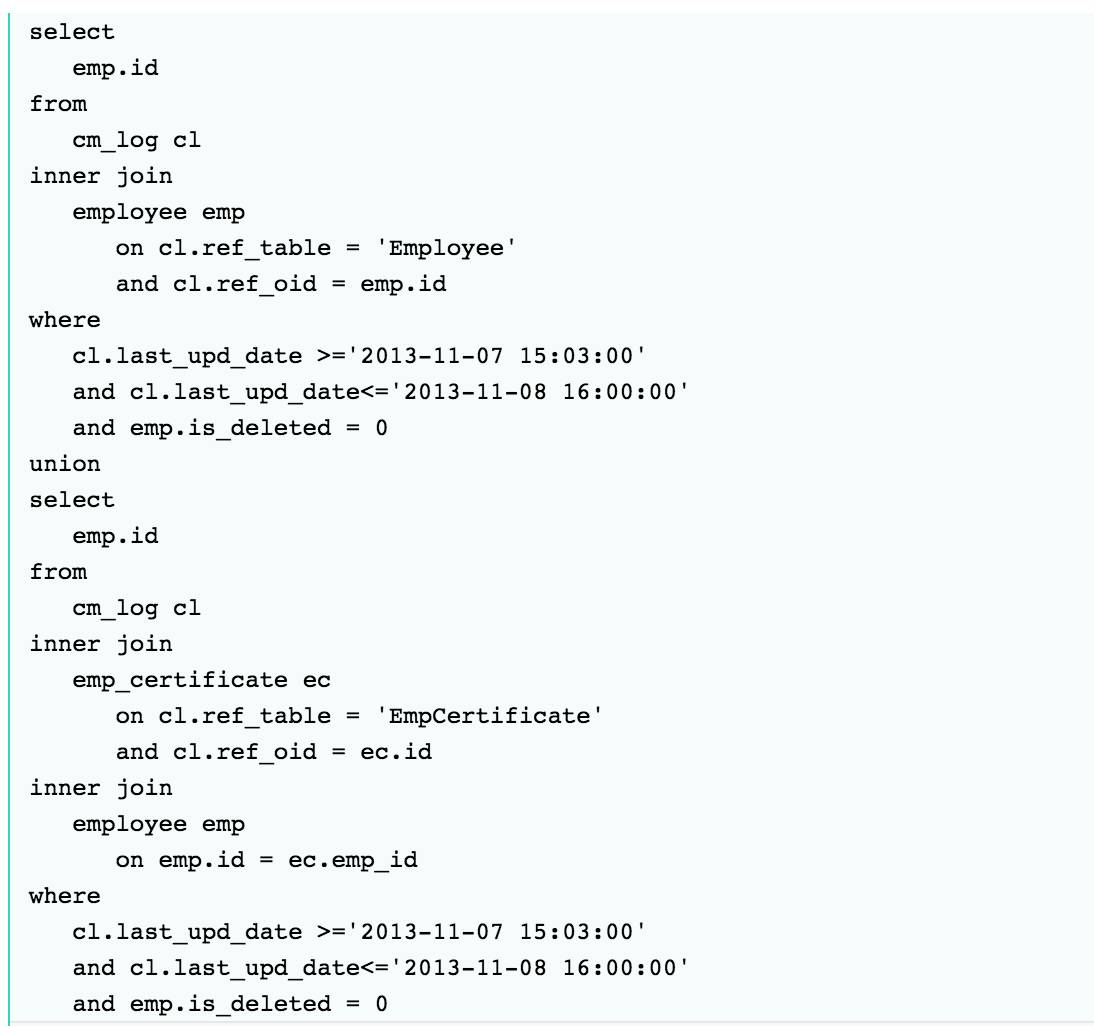 select
   emp.id
from
   cm_log cl
inner join
   employee emp
      on cl.ref_table = 'Employee'
      and cl.ref_oid = emp.id
where
   cl.last_upd_date >='2013-11-07 15:03:00'
   and cl.last_upd_date<='2013-11-08 16:00:00'
   and emp.is_deleted = 0
union
select
   emp.id
from
   cm_log cl
inner join
   emp_certificate ec
      on cl.ref_table = 'EmpCertificate'
      and cl.ref_oid = ec.id
inner join
   employee emp
      on emp.id = ec.emp_id
where
   cl.last_upd_date >='2013-11-07 15:03:00'
   and cl.last_upd_date<='2013-11-08 16:00:00'
   and emp.is_deleted = 0